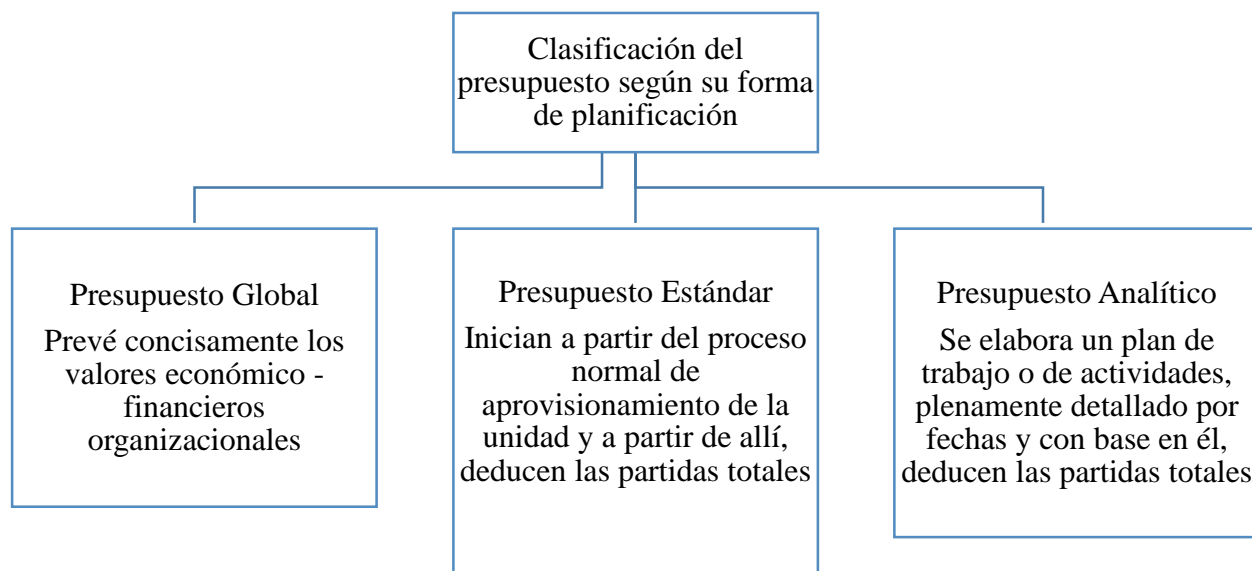 Clasificación del
presupuesto según su forma
de planificación
Presupuesto Global
Prevé concisamente los
valores económico -
financieros
organizacionales
Presupuesto Estándar
Inician a partir del proceso
normal de
aprovisionamiento de la
unidad y a partir de allí,
deducen las partidas totales
Presupuesto Analítico
Se elabora un plan de
trabajo o de actividades,
plenamente detallado por
fechas y con base en él,
deducen las partidas totales